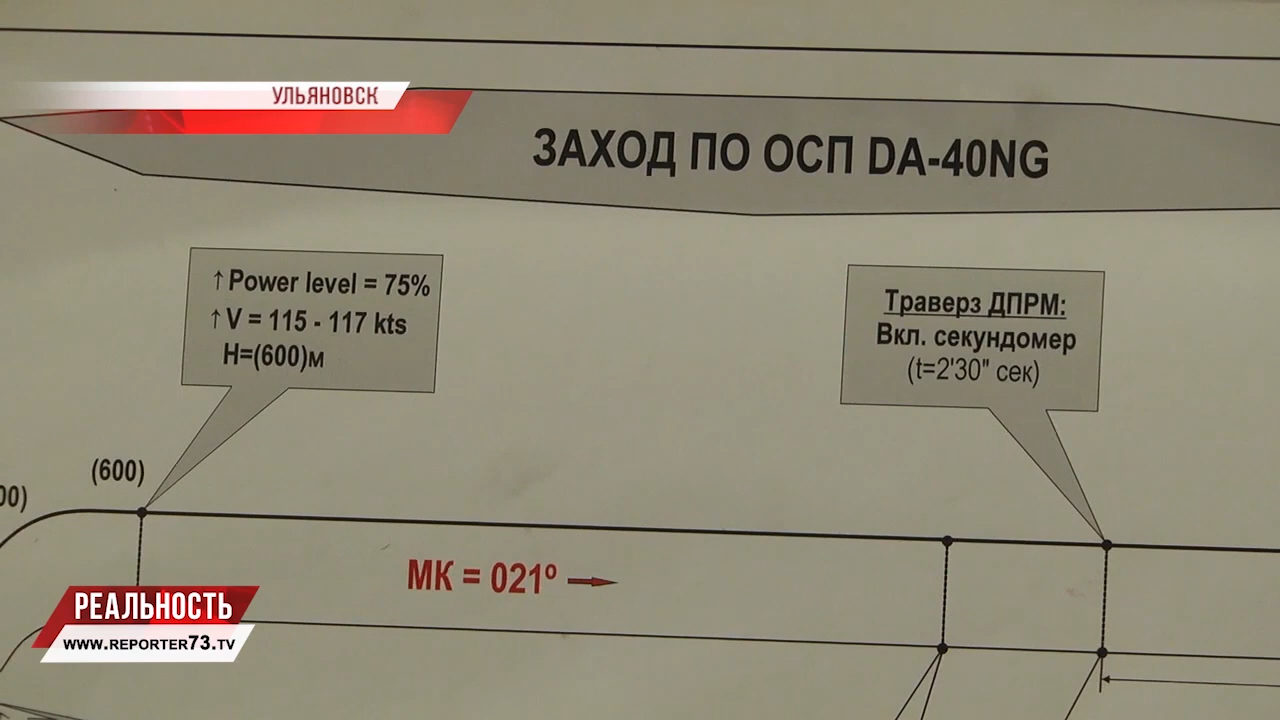 УЛЬЯНОВСК
ЗАХОД ПО ОСП DA-40NG
↑ Power level = 75%
↑ V = 115 - 117 kts
H=(600)м
Траверз ДПРМ:
Вкл. секундомер
(t=2'30" сек)
(600)
00)
МК = 021º →
РЕАЛЬНОСТЬ
WWW.REPORTER73.TV